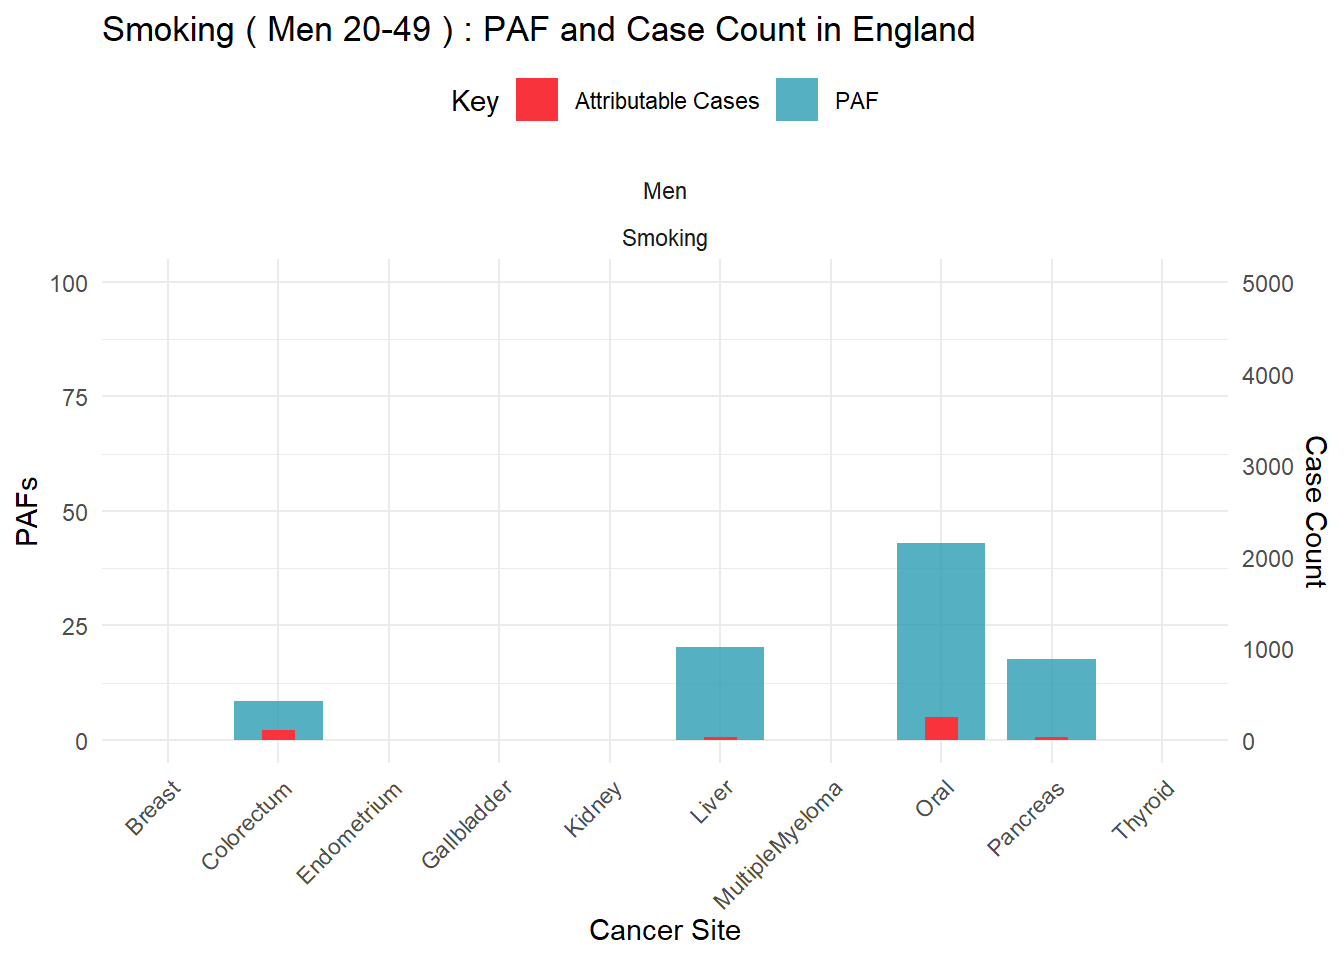 Smoking ( Men 20-49 ) : PAF and Case Count in England
Key Attributable Cases PAF
Men
Smoking
100
75
50
25
0
PAFs
5000
4000
3000
2000
1000
0
Case Count
Breast
Colorectum
Endometrium
Gallbladder
Kidney
Liver
MultipleMyeloma
Oral
Pancreas
Thyroid
Cancer Site